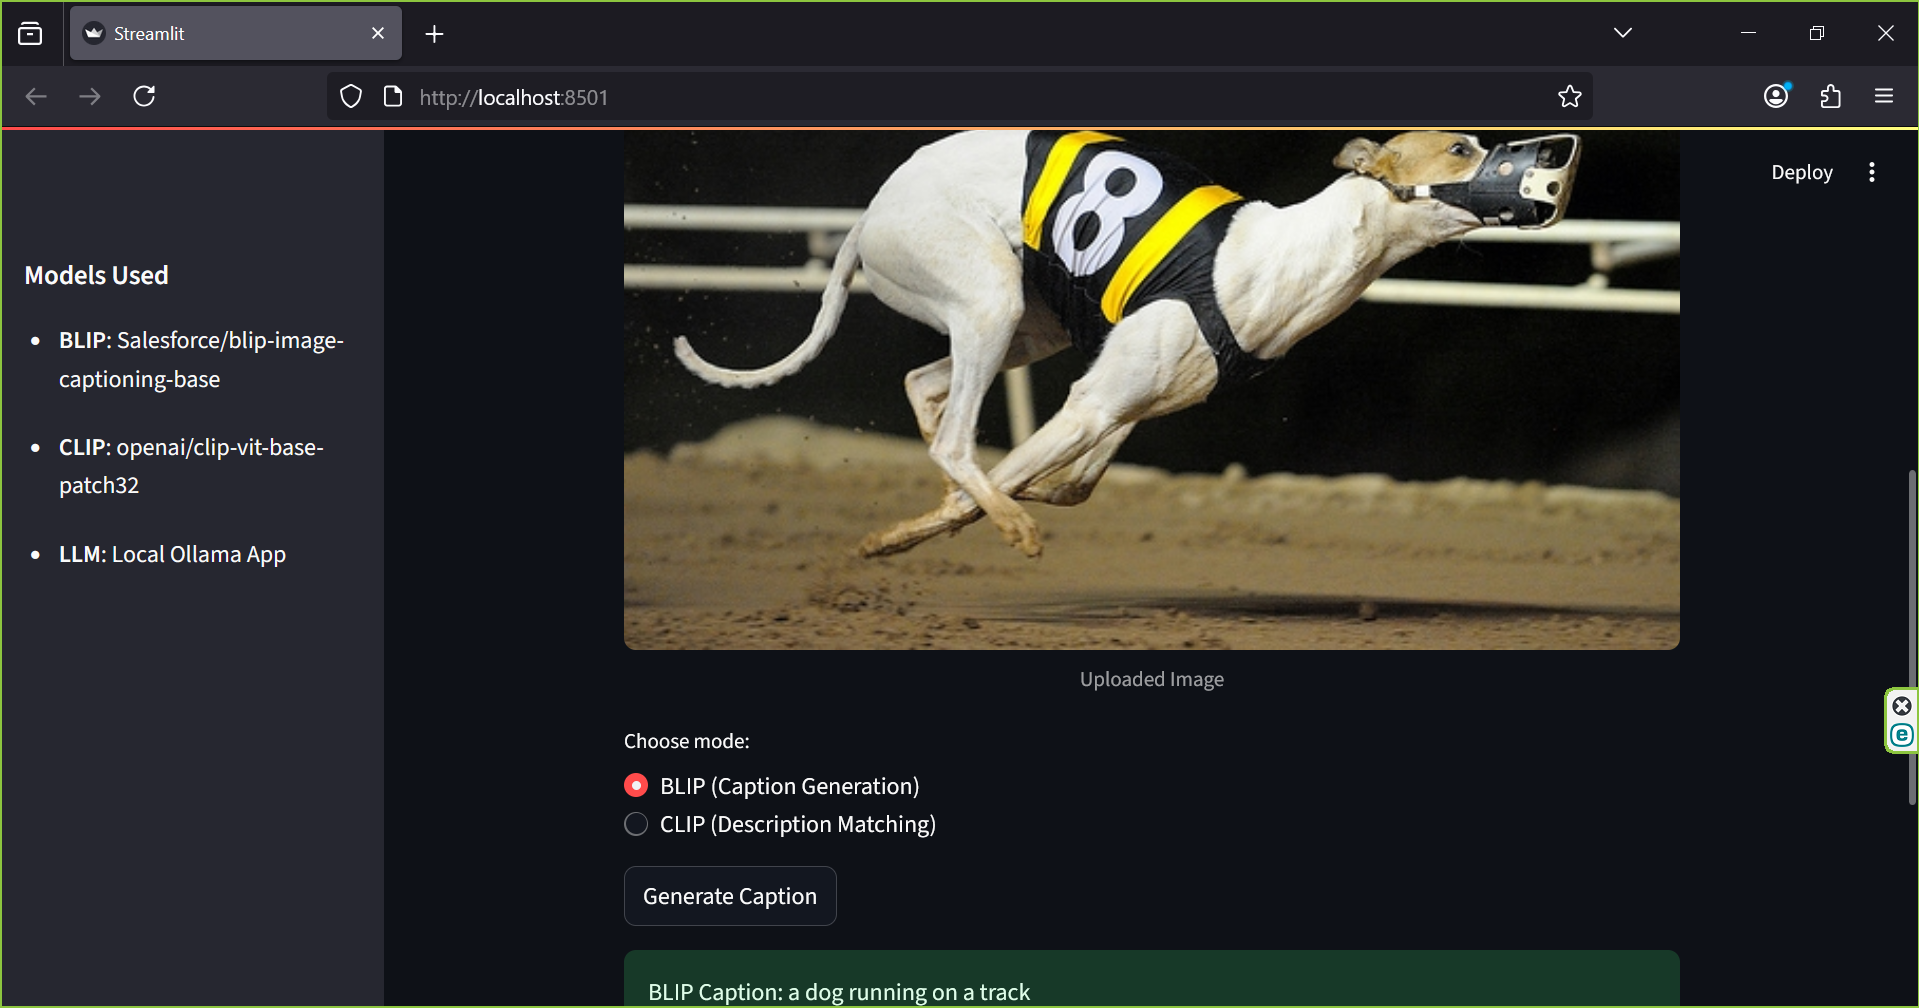 Streamlit
http://localhost:8501
Deploy
Models Used
BLIP: Salesforce/blip-image-
captioning-base
CLIP: openai/clip-vit-base-
patch32
LLM: Local Ollama App
8
Uploaded Image
Choose mode:
BLIP (Caption Generation)
CLIP (Description Matching)
Generate Caption
BLIP Caption: a dog running on a track
e